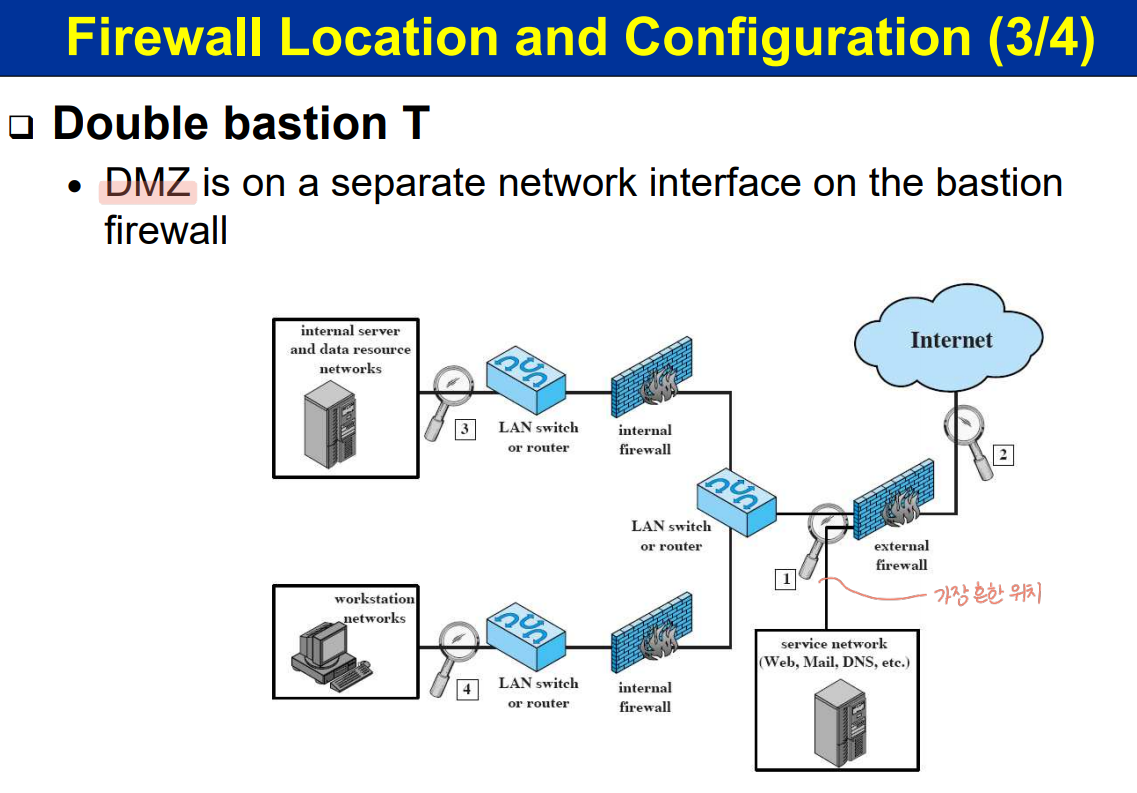 Firewall Location and Configuration (3/4)
Double bastion T
• DMZ is on a separate network interface on the bastion
firewall
internal server
and data resource
networks
3
LAN switch
or router
internal
firewall
Internet
2
LAN switch
or router
1
external
firewall
가장 흔한 위치
workstation
networks
4
LAN switch
or router
internal
firewall
service network
(Web, Mail, DNS, etc.)